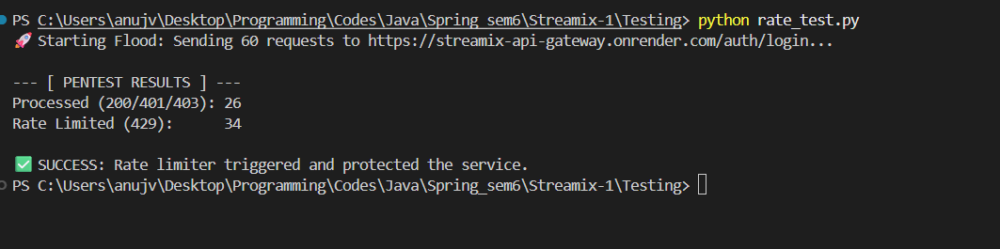 PS C:\Users\anujv\Desktop\Programming\Codes\Java\Spring_sem6\Streamix-1\Testing> python rate_test.py
🚀 Starting Flood: Sending 60 requests to https://streamix-api-gateway.onrender.com/auth/login...
--- [ PENTEST RESULTS ] ---
Processed (200/401/403): 26
Rate Limited (429):      34
✅ SUCCESS: Rate limiter triggered and protected the service.
PS C:\Users\anujv\Desktop\Programming\Codes\Java\Spring_sem6\Streamix-1\Testing>